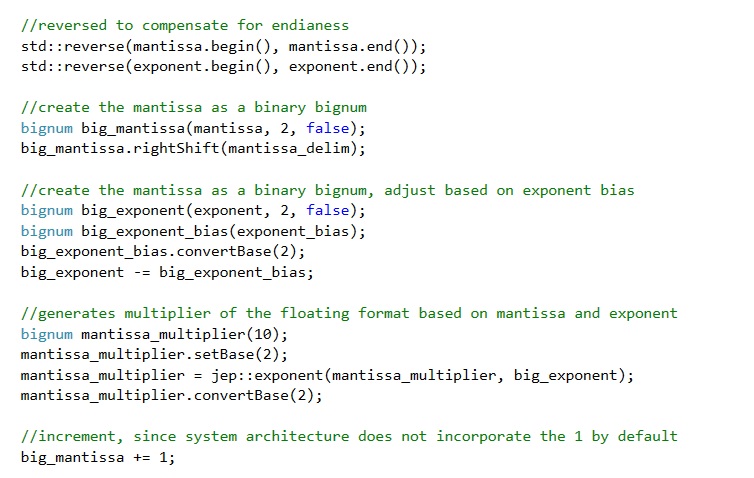 //reversed to compensate for endianess
std::reverse(mantissa.begin(), mantissa.end());
std::reverse(exponent.begin(), exponent.end());
//create the mantissa as a binary bignum
bignum big_mantissa(mantissa, 2, false);
big_mantissa.rightShift(mantissa_delim);
//create the mantissa as a binary bignum, adjust based on exponent bias
bignum big_exponent(exponent, 2, false);
bignum big_exponent_bias(exponent_bias);
big_exponent_bias.convertBase(2);
big_exponent -= big_exponent_bias;
//generates multiplier of the floating format based on mantissa and exponent
bignum mantissa_multiplier(10);
mantissa_multiplier.setBase(2);
mantissa_multiplier = jep::exponent(mantissa_multiplier, big_exponent);
mantissa_multiplier.convertBase(2);
//increment, since system architecture does not incorporate the 1 by default
big_mantissa += 1;